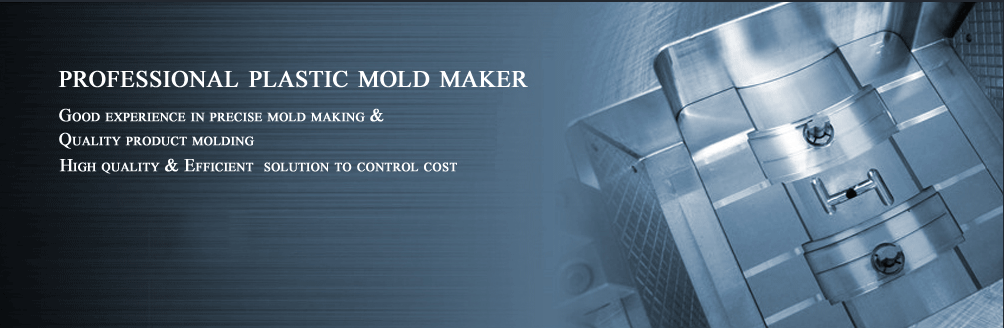 PROFESSIONAL PLASTIC MOLD MAKER
GOOD EXPERIENCE IN PRECISE MOLD MAKING &
QUALITY PRODUCT MOLDING
HIGH QUALITY & EFFICIENT SOLUTION TO CONTROL COST